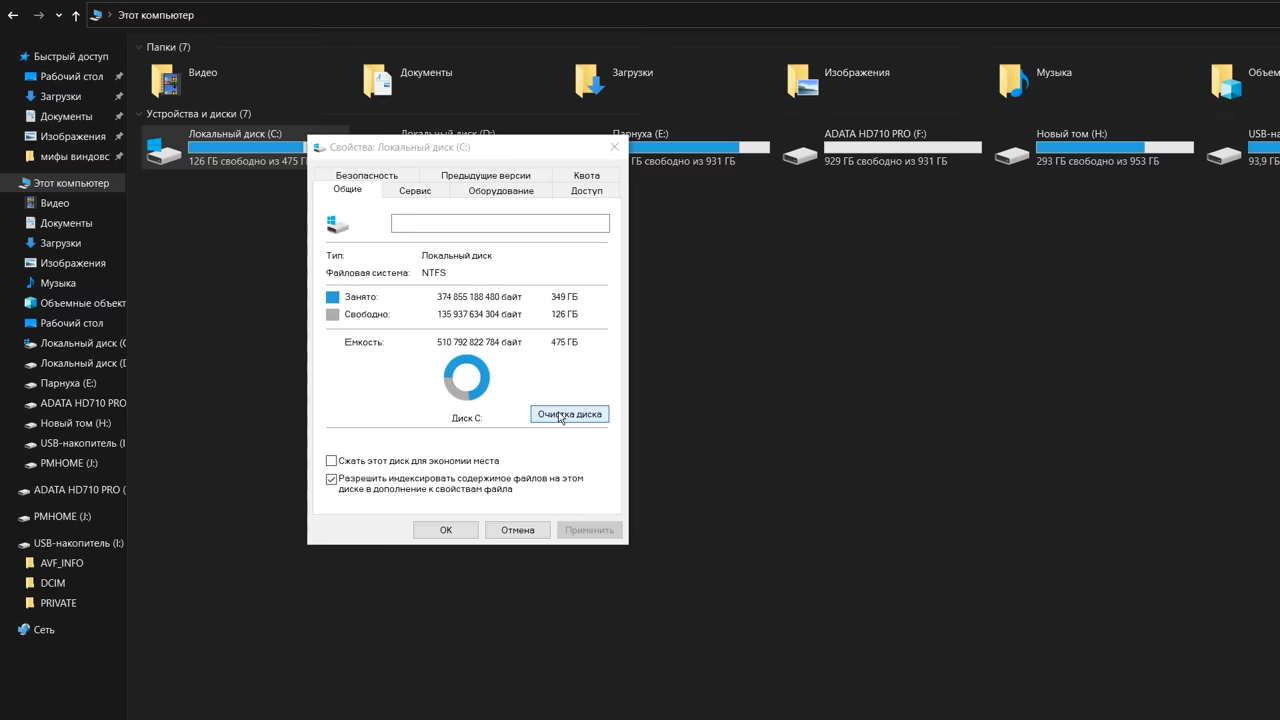 Этот компьютер
Быстрый доступ
Рабочий стол
Загрузки
Документы
Изображения
мифы виндовс
Этот компьютер
Видео
Документы
Загрузки
Изображения
Музыка
Объемные объект
Рабочий стол
Локальный диск (C:
Локальный диск (D
Парнуха (E:)
ADATA HD710 PRO
Новый том (H:)
USB-накопитель (I
PMHOME (J:)
ADATA HD710 PRO (
PMHOME (J:)
USB-накопитель (I:)
AVF_INFO
DCIM
PRIVATE
Сеть
Папки (7)
Видео
Документы
Загрузки
Изображения
Музыка
Объем
Устройства и диски (7)
Локальный диск (C:)
126 ГБ свободно из 475 Г
Локальный диск (D:)
Парнуха (E:)
ГБ свободно из 931 ГБ
ADATA HD710 PRO (F:)
929 ГБ свободно из 931 ГБ
Новый том (H:)
293 ГБ свободно из 953 ГБ
USB-на
93,9 Г
Свойства: Локальный диск (C:)
Безопасность Предыдущие версии Квота
Общие Сервис Оборудование Доступ
Тип: Локальный диск
Файловая система: NTFS
Занято: 374 855 188 480 байт 349 ГБ
Свободно: 135 937 634 304 байт 126 ГБ
Емкость: 510 792 822 784 байт 475 ГБ
Диск C:
Очистка диска
Сжать этот диск для экономии места
Разрешить индексировать содержимое файлов на этом
диске в дополнение к свойствам файла
ОК Отмена Применить